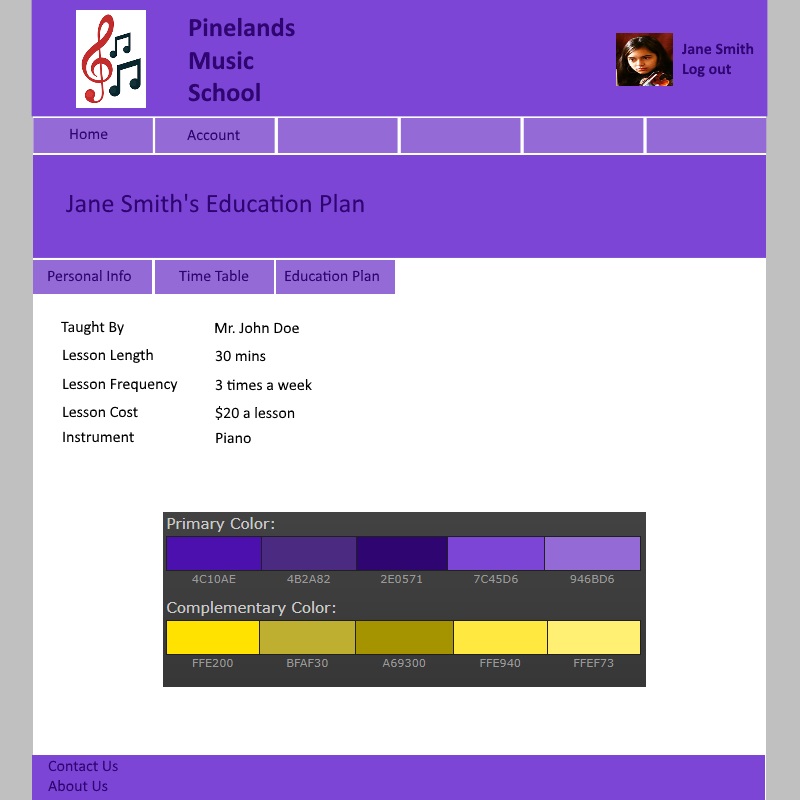 Pinelands
Music
School
Jane Smith
Log out
Home Account
Jane Smith's Education Plan
Personal Info Time Table Education Plan
Taught By Mr. John Doe
Lesson Length 30 mins
Lesson Frequency 3 times a week
Lesson Cost $20 a lesson
Instrument Piano
Primary Color:
4C10AE 4B2A82 2E0571 7C45D6 946BD6
Complementary Color:
FFE200 BFAF30 A69300 FFE940 FFEF73
Contact Us
About Us